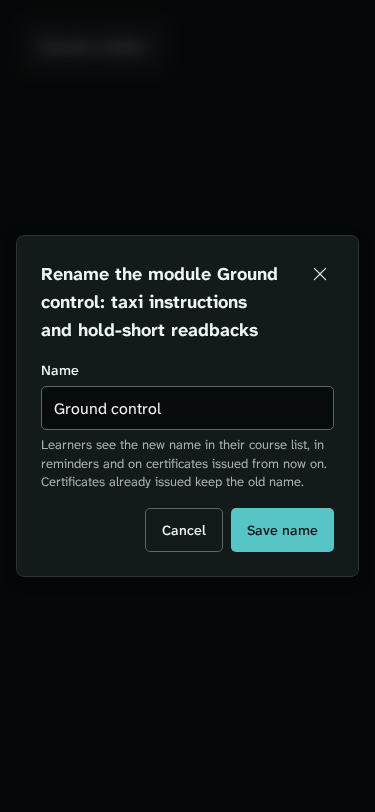 Rename the module Ground
control: taxi instructions
and hold-short readbacks
Name
Ground control
Learners see the new name in their course list, in
reminders and on certificates issued from now on.
Certificates already issued keep the old name.
Cancel
Save name